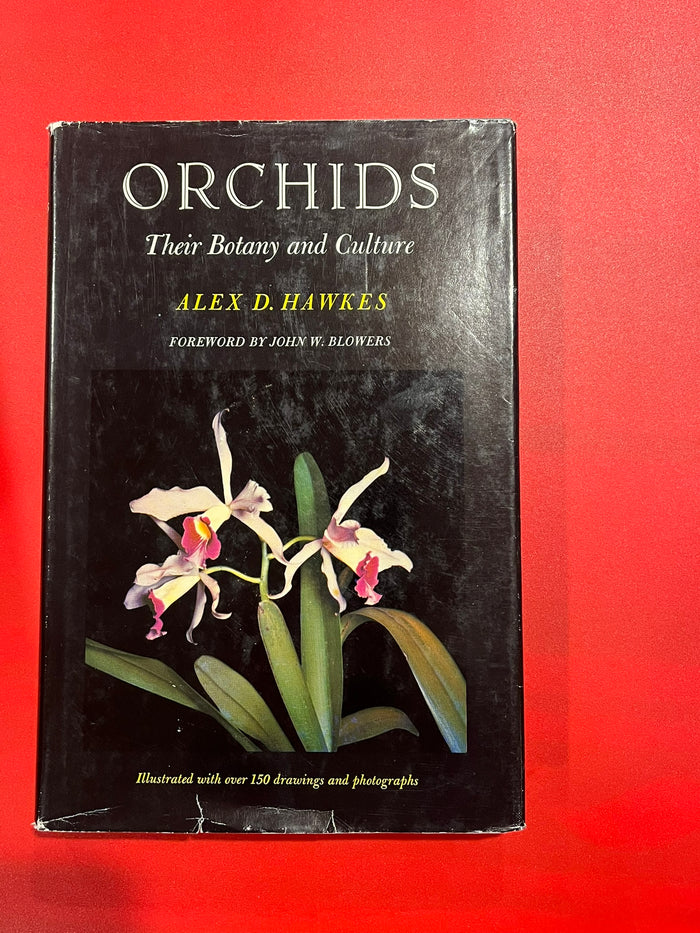 ORCHIDS
Their Botany and Culture
ALEX D. HAWKES
FOREWORD BY JOHN W. BLOWERS
Illustrated with over 150 drawings and photographs